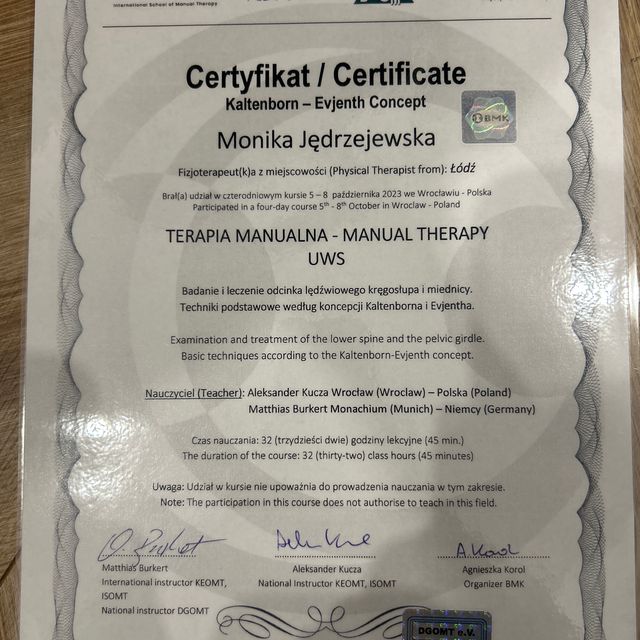 International School of Manual Therapy
Certyfikat / Certificate
Kaltenborn – Evjenth Concept
BMK
Monika Jędrzejewska
Fizjoterapeut(k)a z miejscowości (Physical Therapist from): Łódź
Brał(a) udział w czterodniowym kursie 5 – 8 października 2023 we Wrocławiu - Polska
Participated in a four-day course 5th - 8th October in Wroclaw - Poland
TERAPIA MANUALNA - MANUAL THERAPY
UWS
Badanie i leczenie odcinka lędźwiowego kręgosłupa i miednicy.
Techniki podstawowe według koncepcji Kaltenborna i Evjentha.
Examination and treatment of the lower spine and the pelvic girdle.
Basic techniques according to the Kaltenborn-Evjenth concept.
Nauczyciel (Teacher): Aleksander Kucza Wrocław (Wroclaw) – Polska (Poland)
Matthias Burkert Monachium (Munich) – Niemcy (Germany)
Czas nauczania: 32 (trzydzieści dwie) godziny lekcyjne (45 min.)
The duration of the course: 32 (thirty-two) class hours (45 minutes)
Uwaga: Udział w kursie nie upoważnia do prowadzenia nauczania w tym zakresie.
Note: The participation in this course does not authorise to teach in this field.
Matthias Burkert
International instructor KEOMT,
ISOMT
National instructor DGOMT
Aleksander Kucza
National Instructor KEOMT, ISOMT
A Korol
Agnieszka Korol
Organizer BMK
DGOMT e.V.